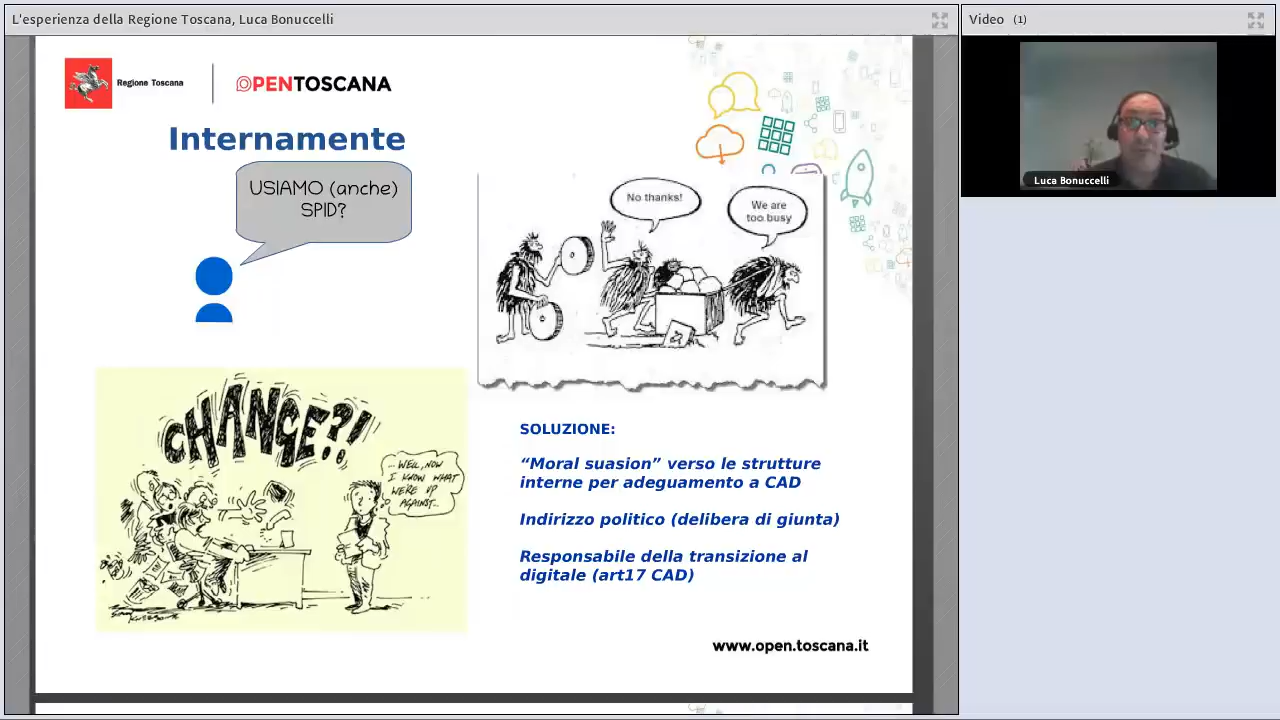 L'esperienza della Regione Toscana, Luca Bonuccelli
Video (1)
Regione Toscana
OPENTOSCANA
Internamente
USIAMO (anche)
SPID?
No thanks!
We are
too busy
Luca Bonuccelli
CHANGE?!
...WELL, NOW
I KNOW WHAT
WE'RE UP
AGAINST...
SOLUZIONE:
“Moral suasion” verso le strutture
interne per adeguamento a CAD
Indirizzo politico (delibera di giunta)
Responsabile della transizione al
digitale (art17 CAD)
www.open.toscana.it